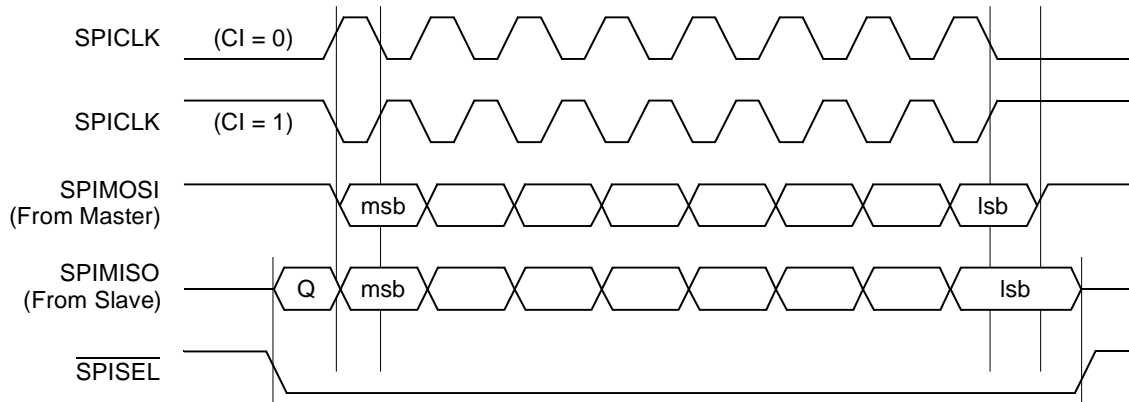 SPICLK (CI = 0)
SPICLK (CI = 1)
SPIMOSI
(From Master)
msb lsb
SPIMISO
(From Slave)
Q msb lsb
SPISEL